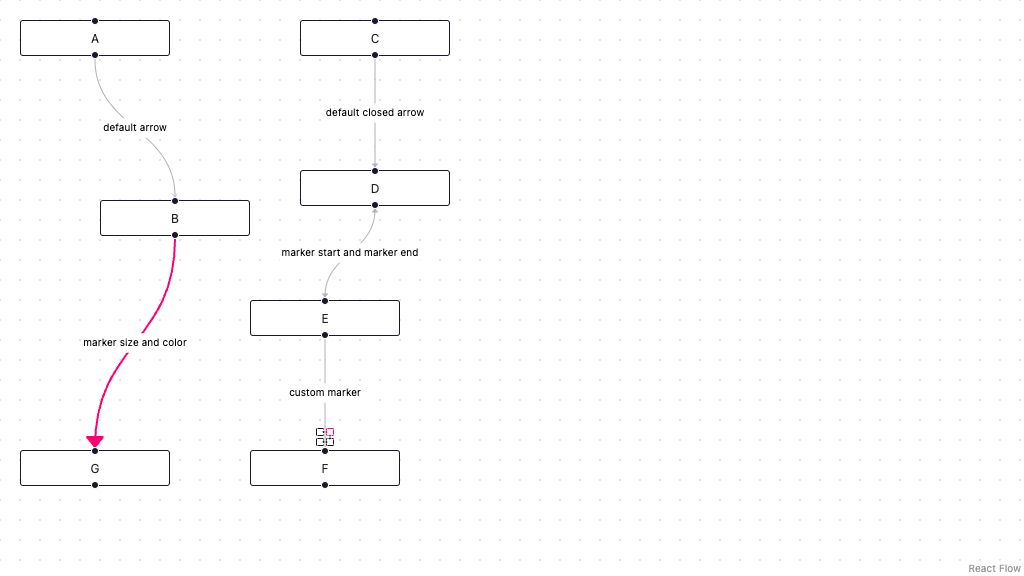 A
C
default closed arrow
default arrow
D
B
marker start and marker end
E
marker size and color
custom marker
G
F
React Flow